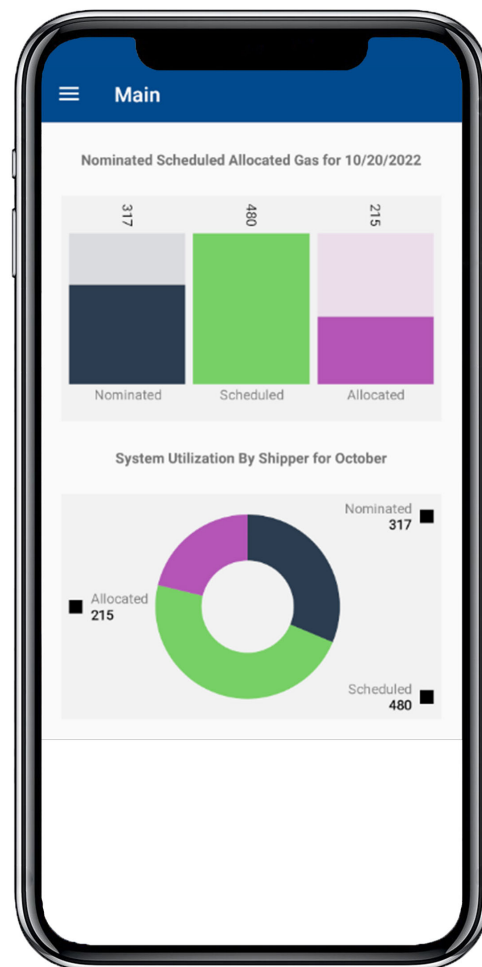 Main
Nominated Scheduled Allocated Gas for 10/20/2022
317
480
215
Nominated
Scheduled
Allocated
System Utilization By Shipper for October
Nominated
317
Allocated
215
Scheduled
480